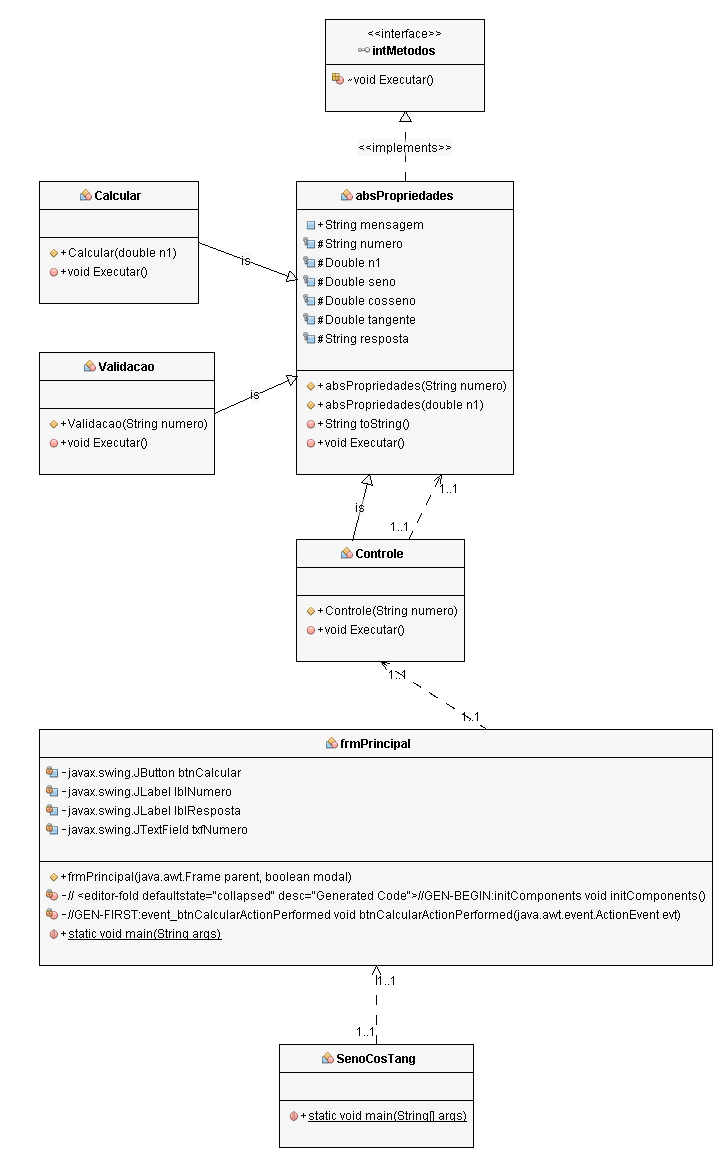 <<interface>>
intMetodos
~void Executar()
<<implements>>
Calcular
+Calcular(double n1)
+void Executar()
is
absPropriedades
+String mensagem
#String numero
#Double n1
#Double seno
#Double cosseno
#Double tangente
#String resposta
+absPropriedades(String numero)
+absPropriedades(double n1)
+String toString()
+void Executar()
Validacao
+Validacao(String numero)
+void Executar()
is
1..1
is
1..1
Controle
+Controle(String numero)
+void Executar()
1..1
1..1
frmPrincipal
-javax.swing.JButton btnCalcular
-javax.swing.JLabel lblNumero
-javax.swing.JLabel lblResposta
-javax.swing.JTextField txfNumero
+frmPrincipal(java.awt.Frame parent, boolean modal)
-// <editor-fold defaultstate="collapsed" desc="Generated Code">//GEN-BEGIN:initComponents void initComponents()
-//GEN-FIRST:event_btnCalcularActionPerformed void btnCalcularActionPerformed(java.awt.event.ActionEvent evt)
+static void main(String args)
1..1
1..1
SenoCosTang
+static void main(String[] args)